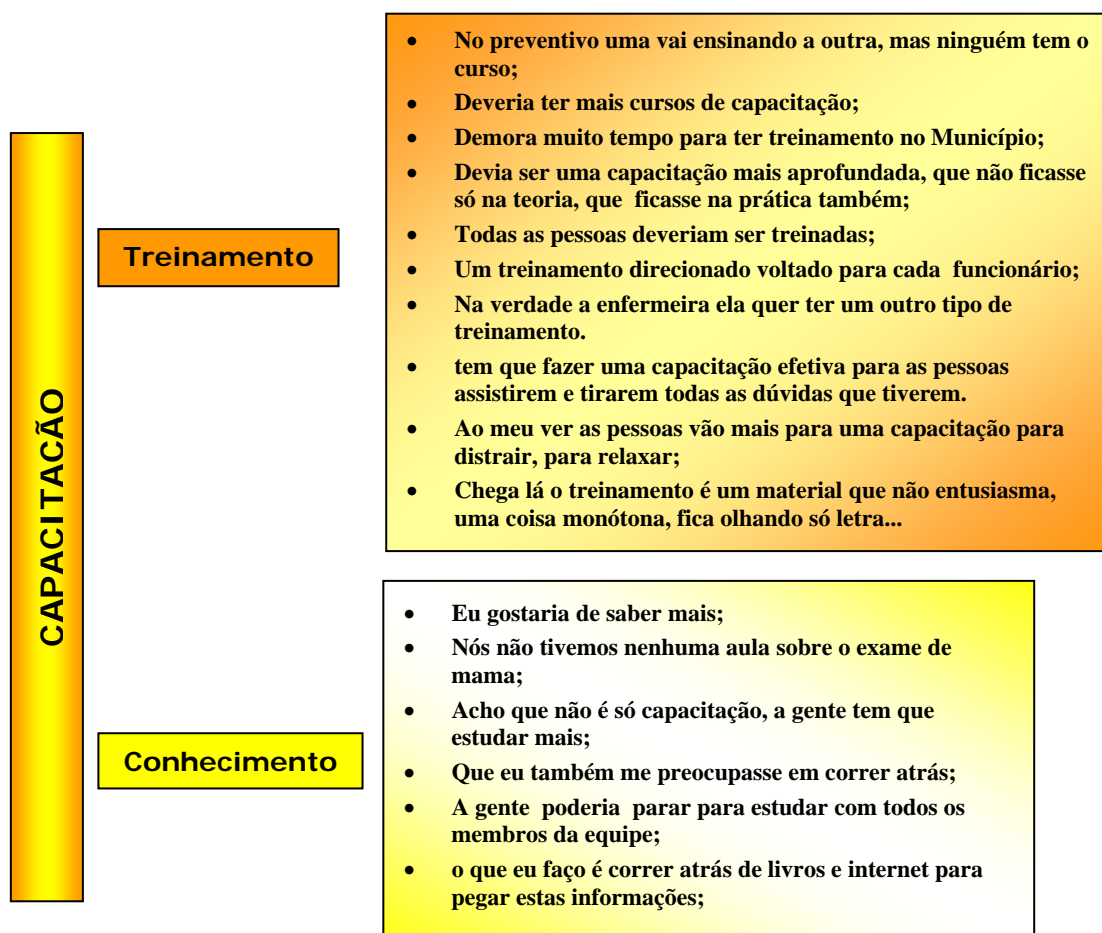 CAPACITAÇÃO
Treinamento
• No preventivo uma vai ensinando a outra, mas ninguém tem o
curso;
• Deveria ter mais cursos de capacitação;
• Demora muito tempo para ter treinamento no Município;
• Devia ser uma capacitação mais aprofundada, que não ficasse
só na teoria, que ficasse na prática também;
• Todas as pessoas deveriam ser treinadas;
• Um treinamento direcionado voltado para cada funcionário;
• Na verdade a enfermeira ela quer ter um outro tipo de
treinamento.
• tem que fazer uma capacitação efetiva para as pessoas
assistirem e tirarem todas as dúvidas que tiverem.
• Ao meu ver as pessoas vão mais para uma capacitação para
distrair, para relaxar;
• Chega lá o treinamento é um material que não entusiasma,
uma coisa monótona, fica olhando só letra...
Conhecimento
• Eu gostaria de saber mais;
• Nós não tivemos nenhuma aula sobre o exame de
mama;
• Acho que não é só capacitação, a gente tem que
estudar mais;
• Que eu também me preocupasse em correr atrás;
• A gente poderia parar para estudar com todos os
membros da equipe;
• o que eu faço é correr atrás de livros e internet para
pegar estas informações;